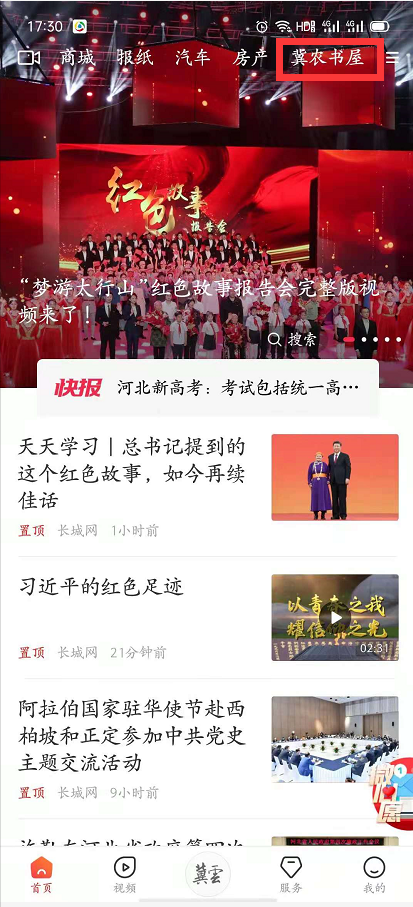 17:30
HD 4G 4G
商城 报纸 汽车 房产 冀农书屋
红色故事
报告会
“梦游太行山”红色故事报告会完整版视
频来了！
搜索
快报 河北新高考：考试包括统一高…
天天学习｜总书记提到的
这个红色故事，如今再续
佳话
置顶 长城网 1小时前
习近平的红色足迹
以青春之我
耀信仰之光
02:31
置顶 长城网 21分钟前
阿拉伯国家驻华使节赴西
柏坡和正定参加中共党史
主题交流活动
置顶 长城网 9小时前
微心愿
首页 视频 冀云 服务 我的